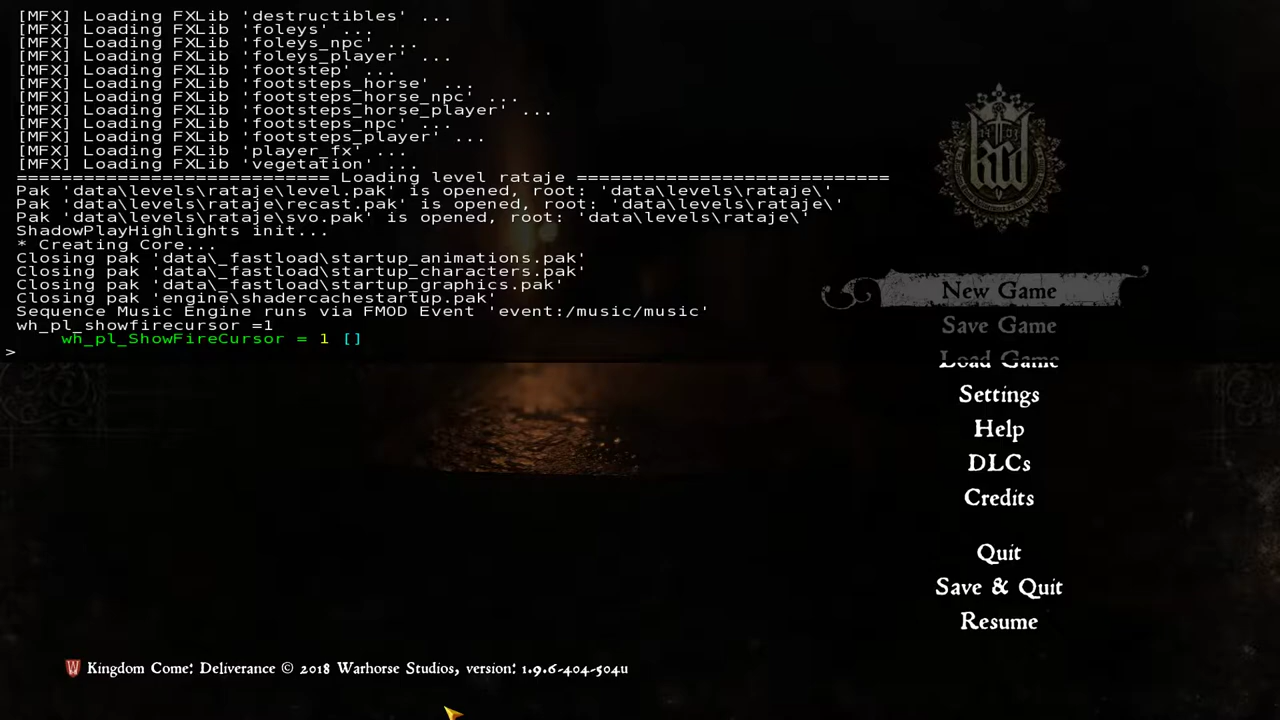 [MFX] Loading FXLib 'destructibles' ...
[MFX] Loading FXLib 'foleys' ...
[MFX] Loading FXLib 'foleys_npc' ...
[MFX] Loading FXLib 'foleys_player' ...
[MFX] Loading FXLib 'footstep' ...
[MFX] Loading FXLib 'footsteps_horse' ...
[MFX] Loading FXLib 'footsteps_horse_npc' ...
[MFX] Loading FXLib 'footsteps_horse_player' ...
[MFX] Loading FXLib 'footsteps_npc' ...
[MFX] Loading FXLib 'footsteps_player' ...
[MFX] Loading FXLib 'player_fx' ...
[MFX] Loading FXLib 'vegetation' ...
============================ Loading level rataje ============================
Pak 'data\levels\rataje\level.pak' is opened, root: 'data\levels\rataje\'
Pak 'data\levels\rataje\recast.pak' is opened, root: 'data\levels\rataje\'
Pak 'data\levels\rataje\svo.pak' is opened, root: 'data\levels\rataje\'
ShadowPlayHighlights init...
* Creating Core...
Closing pak 'data\_fastload\startup_animations.pak'
Closing pak 'data\_fastload\startup_characters.pak'
Closing pak 'data\_fastload\startup_graphics.pak'
Closing pak 'engine\shadercachestartup.pak'
Sequence Music Engine runs via FMOD Event 'event:/music/music'
wh_pl_showfirecursor =1
wh_pl_ShowFireCursor = 1 []
>
14 03
kcd
New Game
Save Game
Load Game
Settings
Help
DLCs
Credits
Quit
Save & Quit
Resume
Kingdom Come: Deliverance © 2018 Warhorse Studios, version: 1.9.6-404-504u